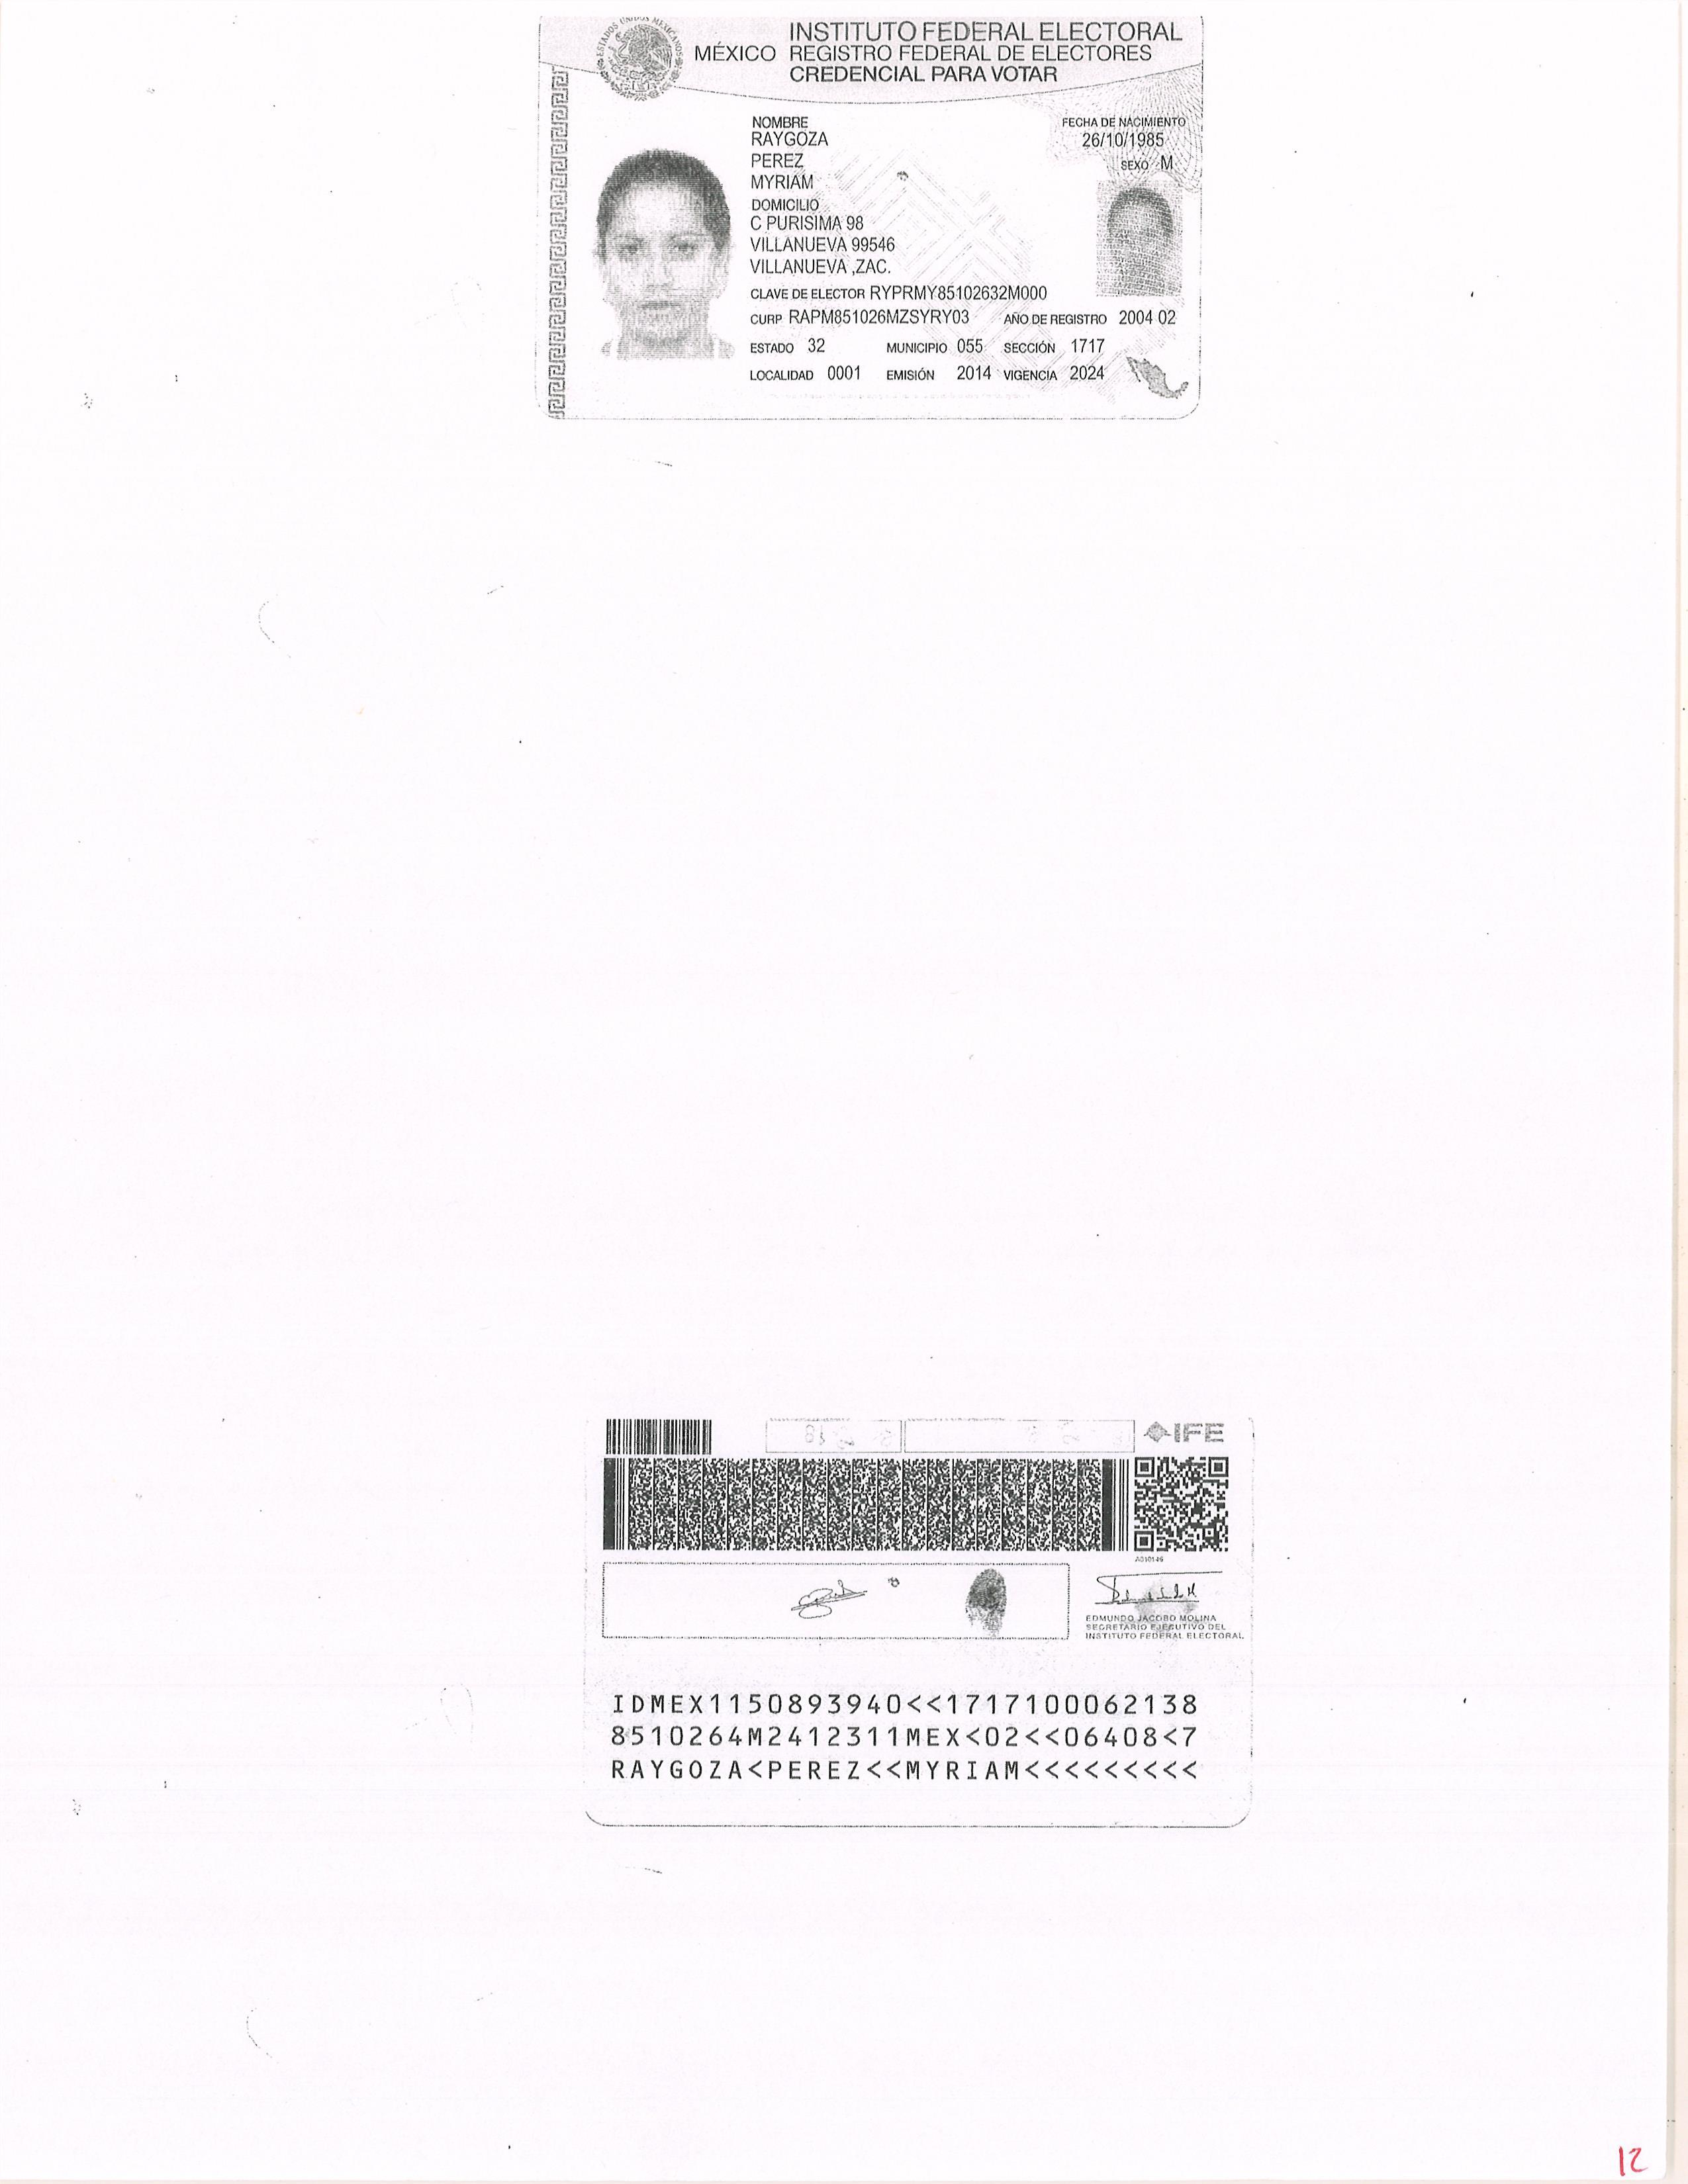 ESTADOS UNIDOS MEXICANOS
INSTITUTO FEDERAL ELECTORAL
MÉXICO REGISTRO FEDERAL DE ELECTORES
CREDENCIAL PARA VOTAR
NOMBRE
RAYGOZA
PEREZ
MYRIAM
FECHA DE NACIMIENTO
26/10/1985
SEXO M
DOMICILIO
C PURISIMA 98
VILLANUEVA 99546
VILLANUEVA ,ZAC.
CLAVE DE ELECTOR RYPRMY85102632M000
CURP RAPM851026MZSYRY03 AÑO DE REGISTRO 2004 02
ESTADO 32 MUNICIPIO 055 SECCIÓN 1717
LOCALIDAD 0001 EMISIÓN 2014 VIGENCIA 2024
IFE
EDMUNDO JACOBO MOLINA
SECRETARIO EJECUTIVO DEL
INSTITUTO FEDERAL ELECTORAL
IDMEX1150893940<<1717100062138
8510264M2412311MEX<02<<06408<7
RAYGOZA<PEREZ<<MYRIAM<<<<<<<<<
12